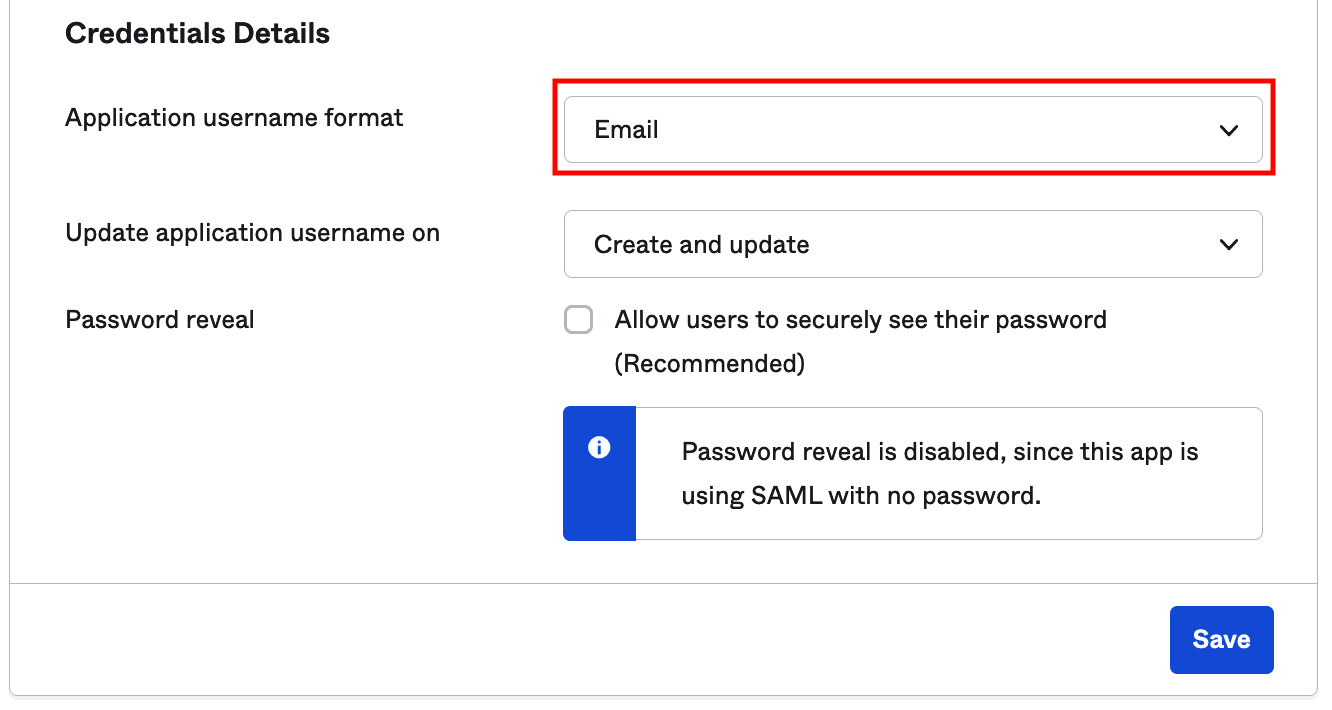 Credentials Details
Application username format
Email
Update application username on
Create and update
Password reveal
Allow users to securely see their password
(Recommended)
Password reveal is disabled, since this app is
using SAML with no password.
Save